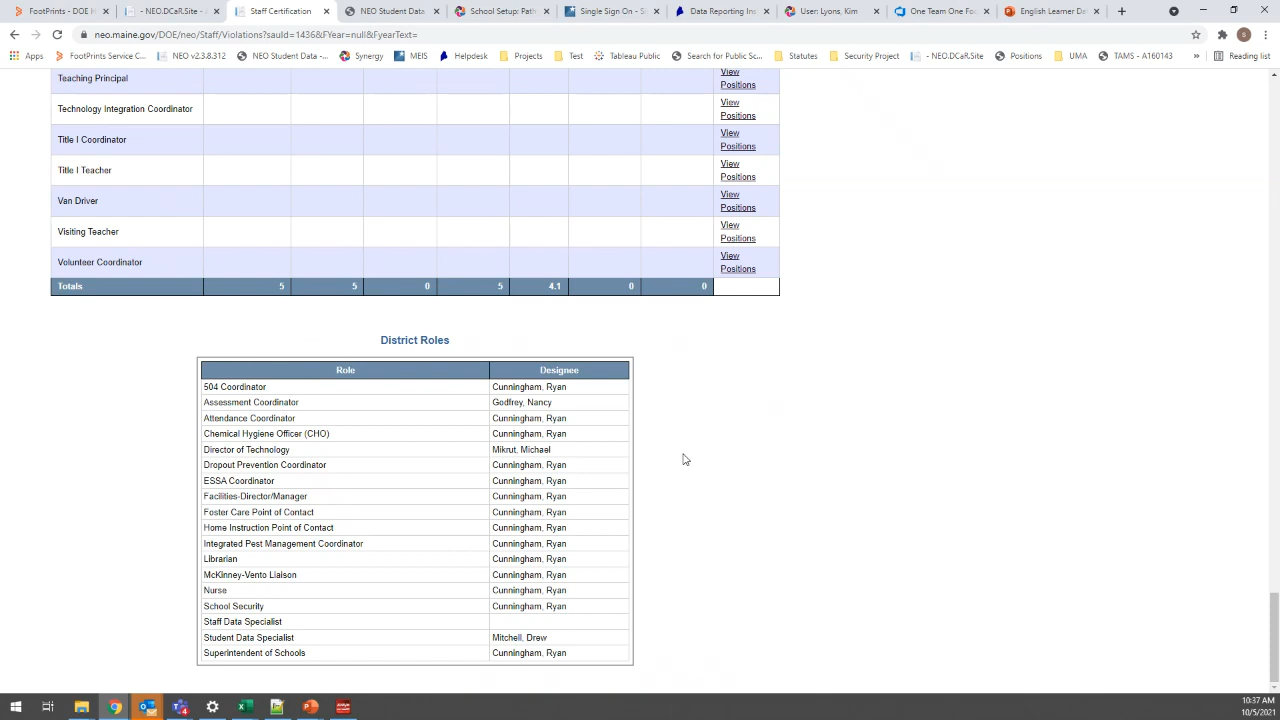 FootPrints - DOE H
- NEO.DCaR.Site -
Staff Certification
NEO Student Data
School Setup: Path
Single Sign On - S
Data Reporting Ins
User: Lyons, Kim
One Team One Foc
English Learner Da
neo.maine.gov/DOE/neo/Staff/Violations?sauId=1436&FYear=null&FyearText=
Apps
FootPrints Service C...
NEO v2.3.8.312
NEO Student Data -...
Synergy
MEIS
Helpdesk
Projects
Test
Tableau Public
Search for Public Sc...
Statutes
Security Project
- NEO.DCaR.Site
Positions
UMA
TAMS - A160143
»
Reading list
Teaching Principal View Positions
Technology Integration Coordinator View Positions
Title I Coordinator View Positions
Title I Teacher View Positions
Van Driver View Positions
Visiting Teacher View Positions
Volunteer Coordinator View Positions
Totals 5 5 0 5 4.1 0 0
District Roles
Role Designee
504 Coordinator Cunningham, Ryan
Assessment Coordinator Godfrey, Nancy
Attendance Coordinator Cunningham, Ryan
Chemical Hygiene Officer (CHO) Cunningham, Ryan
Director of Technology Mikrut, Michael
Dropout Prevention Coordinator Cunningham, Ryan
ESSA Coordinator Cunningham, Ryan
Facilities-Director/Manager Cunningham, Ryan
Foster Care Point of Contact Cunningham, Ryan
Home Instruction Point of Contact Cunningham, Ryan
Integrated Pest Management Coordinator Cunningham, Ryan
Librarian Cunningham, Ryan
McKinney-Vento Liaison Cunningham, Ryan
Nurse Cunningham, Ryan
School Security Cunningham, Ryan
Staff Data Specialist
Student Data Specialist Mitchell, Drew
Superintendent of Schools Cunningham, Ryan
10:37 AM
10/5/2021